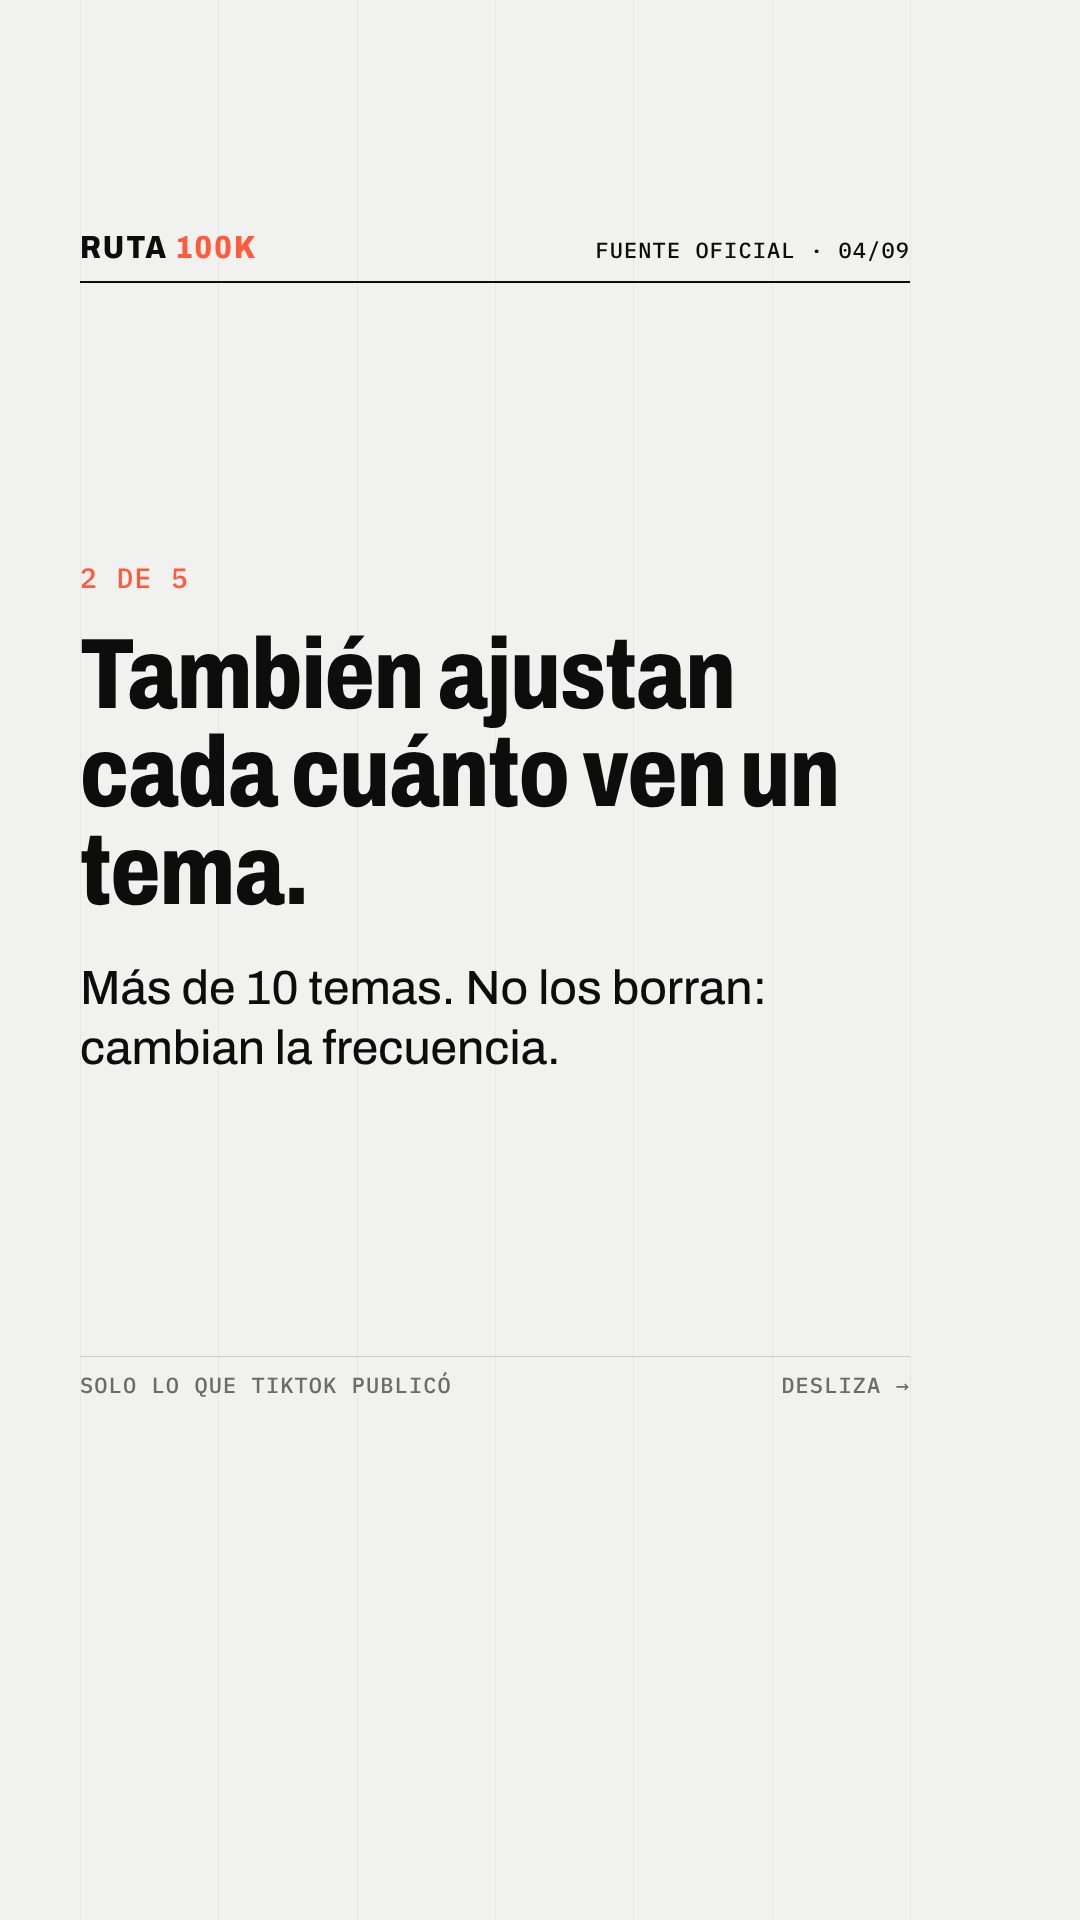 RUTA 100K
FUENTE OFICIAL · 04/09
2 DE 5
También ajustan
cada cuánto ven un
tema.
Más de 10 temas. No los borran:
cambian la frecuencia.
SOLO LO QUE TIKTOK PUBLICÓ
DESLIZA →